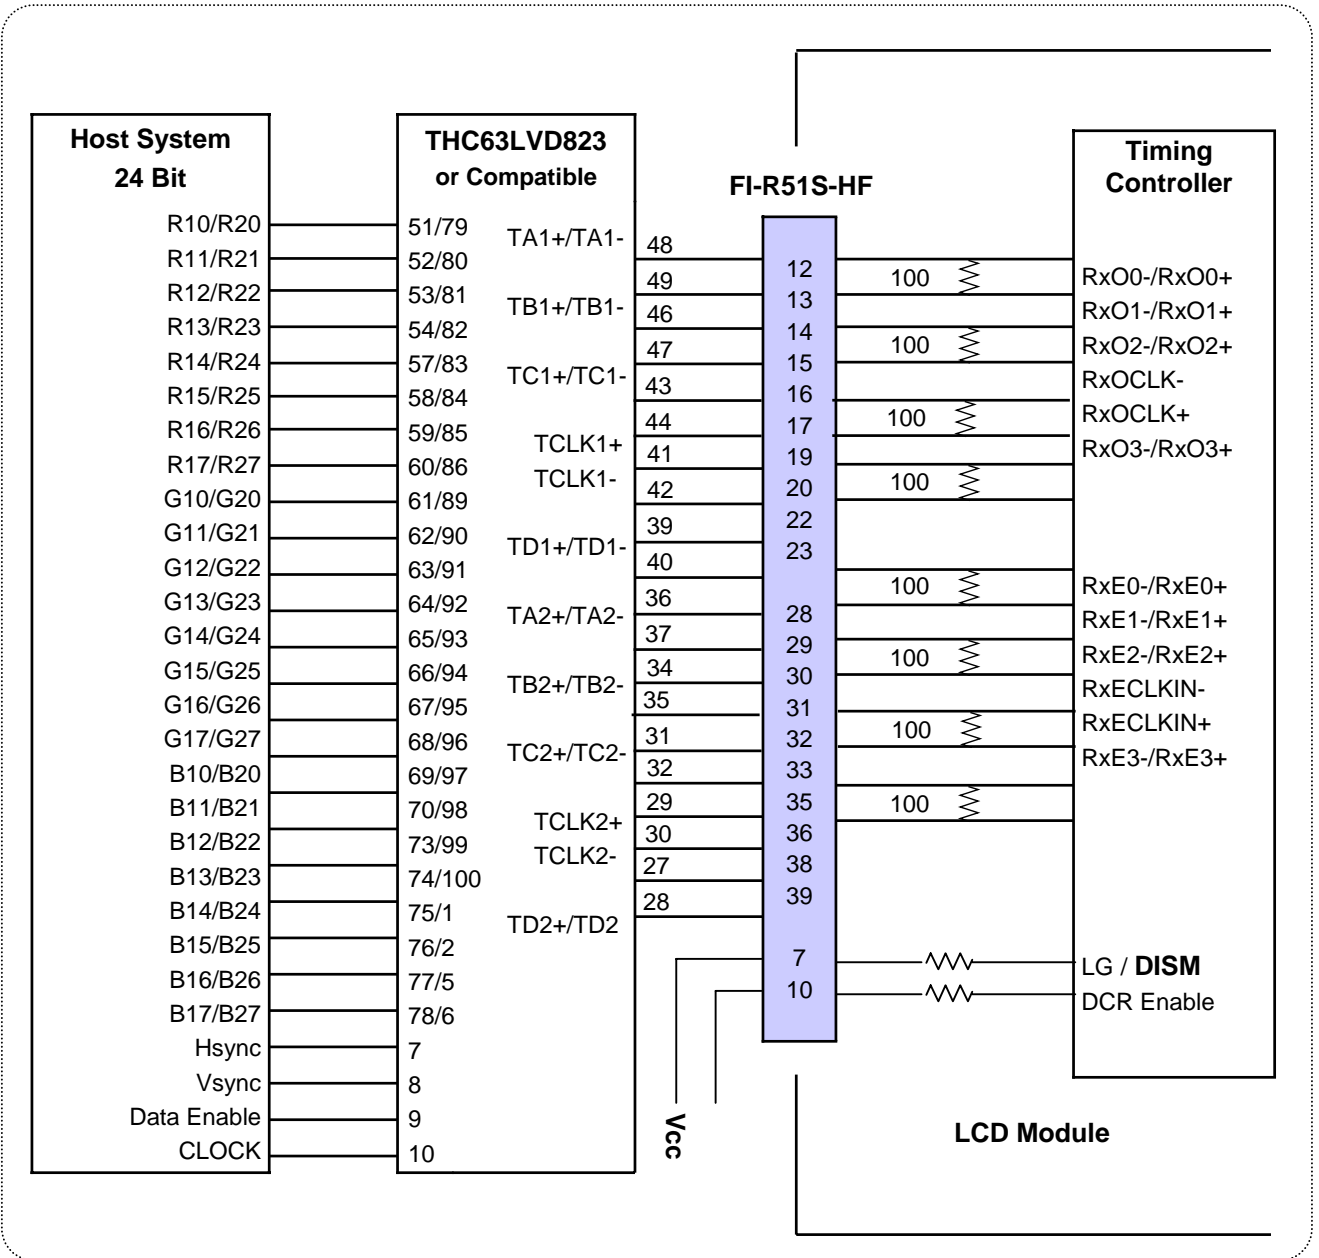 Host System
24 Bit
R10/R20
R11/R21
R12/R22
R13/R23
R14/R24
R15/R25
R16/R26
R17/R27
G10/G20
G11/G21
G12/G22
G13/G23
G14/G24
G15/G25
G16/G26
G17/G27
B10/B20
B11/B21
B12/B22
B13/B23
B14/B24
B15/B25
B16/B26
B17/B27
Hsync
Vsync
Data Enable
CLOCK
THC63LVD823
or Compatible
51/79
52/80
53/81
54/82
57/83
58/84
59/85
60/86
61/89
62/90
63/91
64/92
65/93
66/94
67/95
68/96
69/97
70/98
73/99
74/100
75/1
76/2
77/5
78/6
7
8
9
10
TA1+/TA1-
TB1+/TB1-
TC1+/TC1-
TCLK1+
TCLK1-
TD1+/TD1-
TA2+/TA2-
TB2+/TB2-
TC2+/TC2-
TCLK2+
TCLK2-
TD2+/TD2
48
49
46
47
43
44
41
42
39
40
36
37
34
35
31
32
29
30
27
28
Vcc
FI-R51S-HF
12
13
14
15
16
17
19
20
22
23
28
29
30
31
32
33
35
36
38
39
7
10
100
100
100
100
100
100
100
100
Timing
Controller
RxO0-/RxO0+
RxO1-/RxO1+
RxO2-/RxO2+
RxOCLK-
RxOCLK+
RxO3-/RxO3+
RxE0-/RxE0+
RxE1-/RxE1+
RxE2-/RxE2+
RxECLKIN-
RxECLKIN+
RxE3-/RxE3+
LG / DISM
DCR Enable
LCD Module